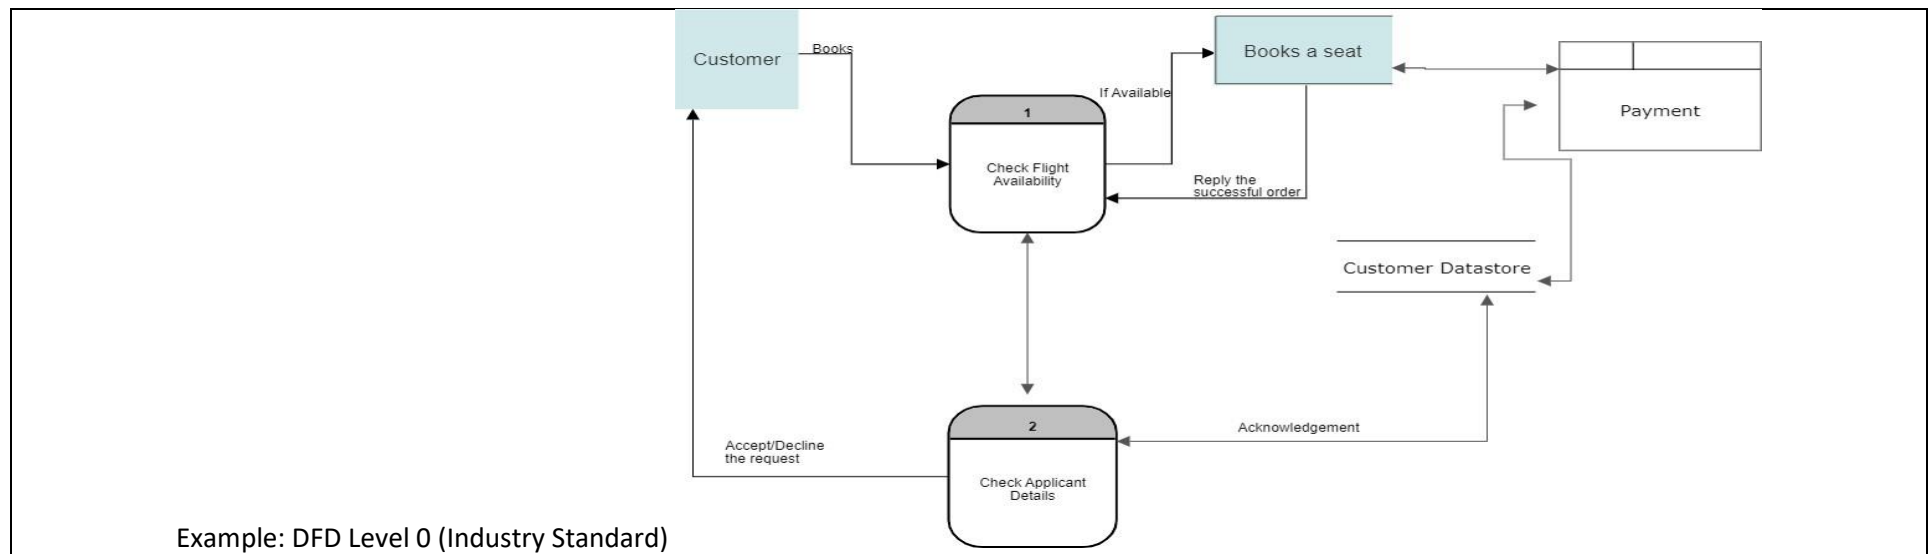 Customer
Books
Books a seat
Payment
If Available
1
Check Flight
Availability
Reply the
successful order
Customer Datastore
2
Check Applicant
Details
Acknowledgement
Accept/Decline
the request
Example: DFD Level 0 (Industry Standard)